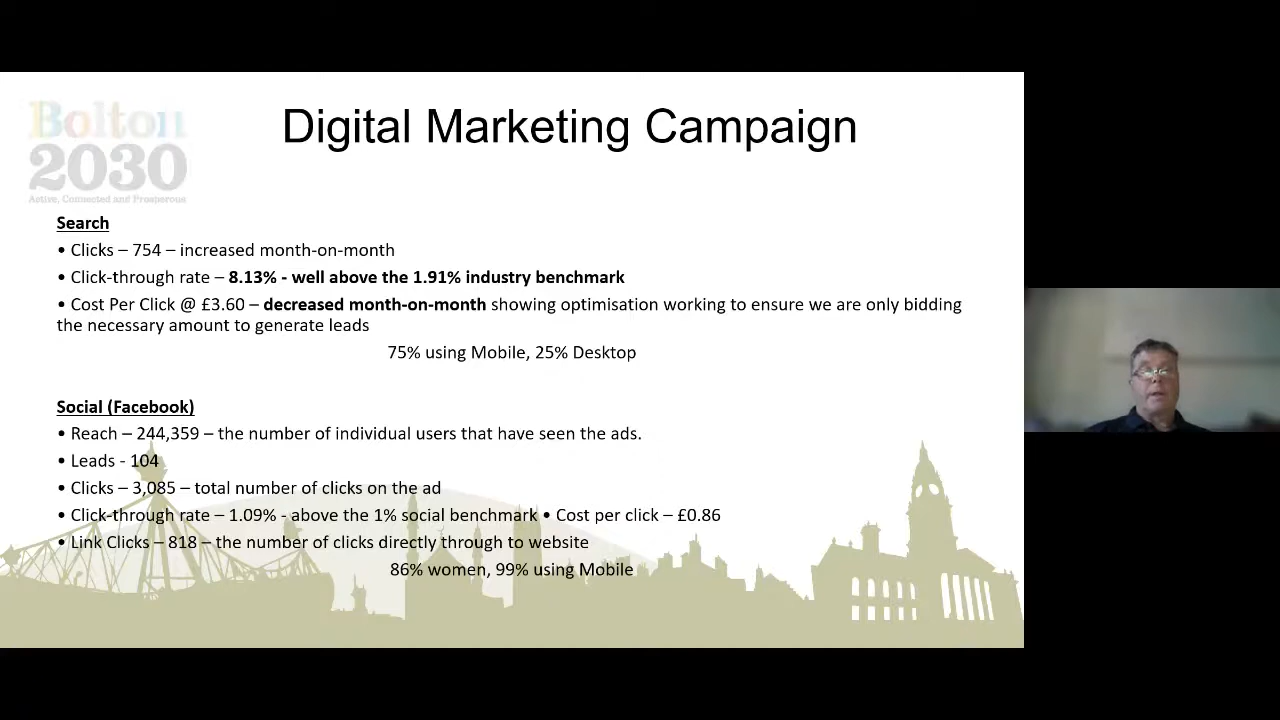 Bolton
2030
Active, Connected and Prosperous
Digital Marketing Campaign
Search
• Clicks – 754 – increased month-on-month
• Click-through rate – 8.13% - well above the 1.91% industry benchmark
• Cost Per Click @ £3.60 – decreased month-on-month showing optimisation working to ensure we are only bidding
the necessary amount to generate leads
75% using Mobile, 25% Desktop
Social (Facebook)
• Reach – 244,359 – the number of individual users that have seen the ads.
• Leads - 104
• Clicks – 3,085 – total number of clicks on the ad
• Click-through rate – 1.09% - above the 1% social benchmark • Cost per click – £0.86
• Link Clicks – 818 – the number of clicks directly through to website
86% women, 99% using Mobile